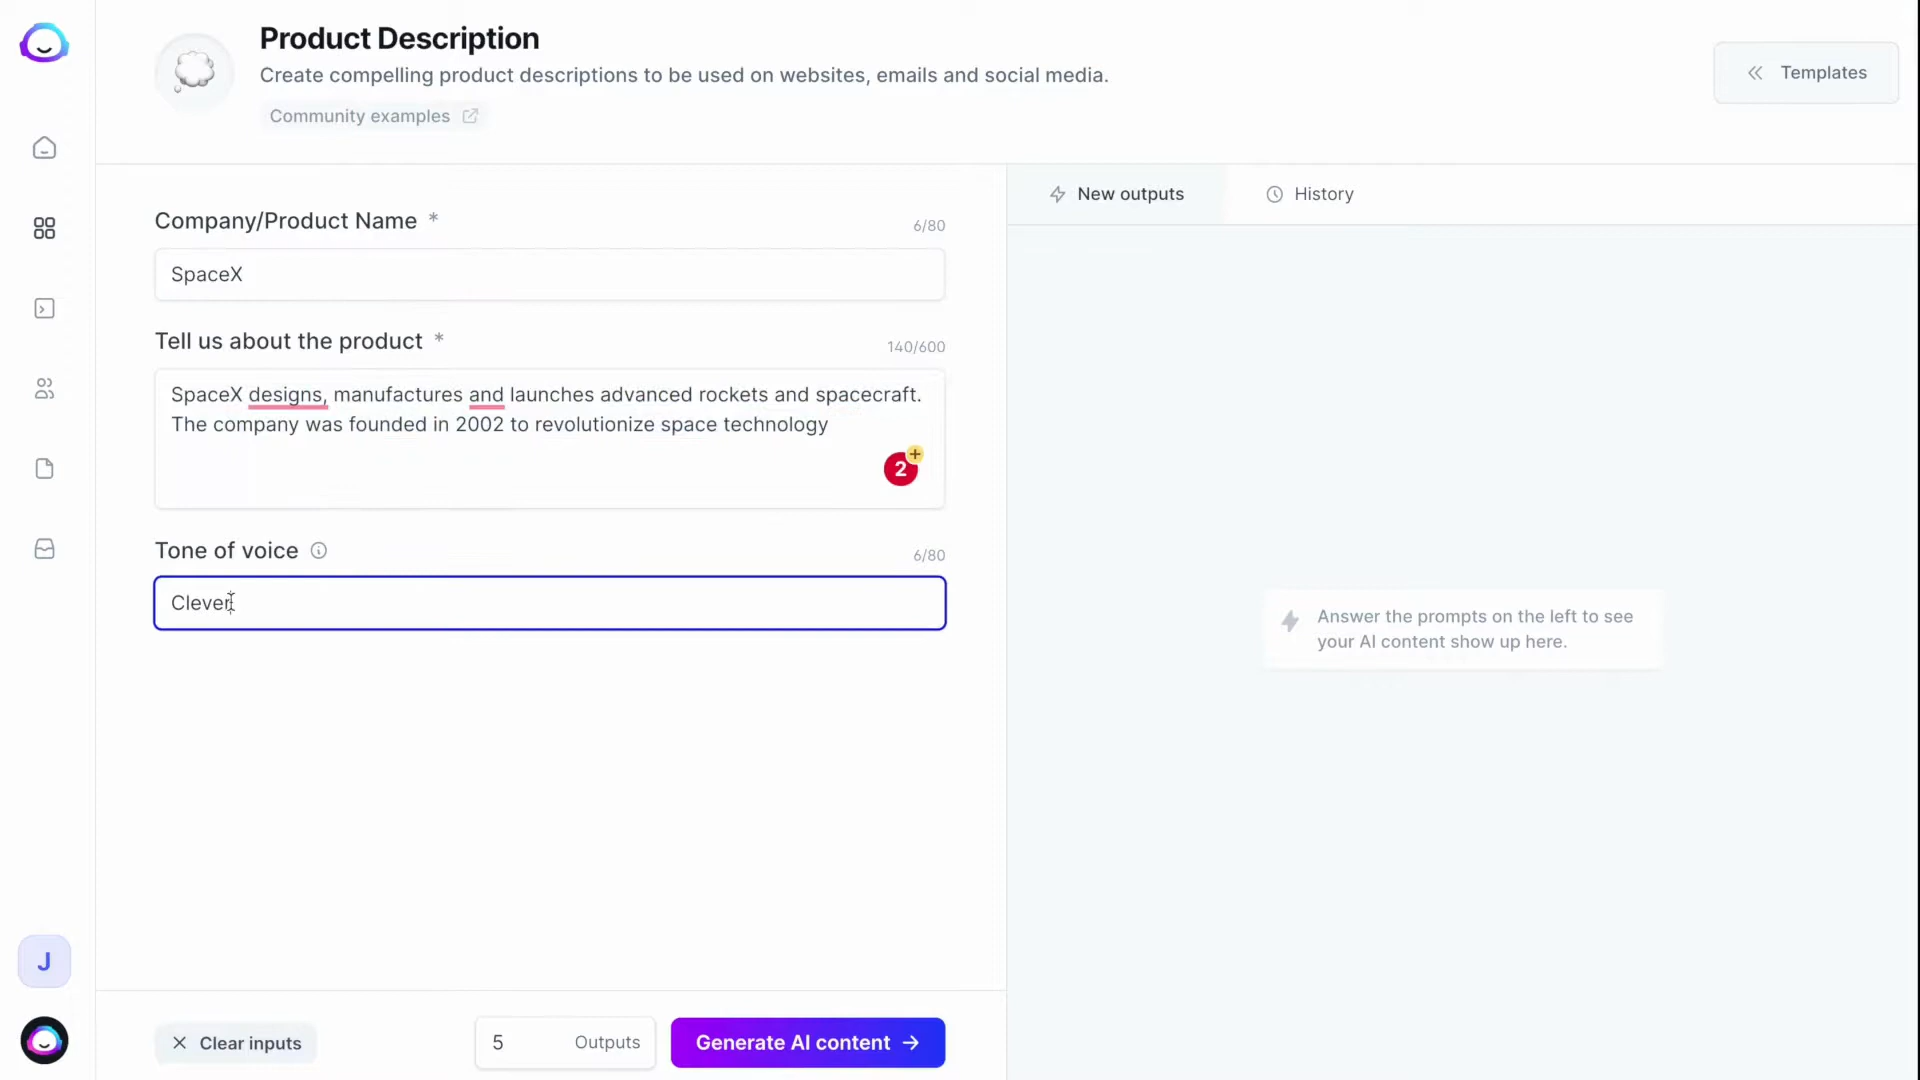 Product Description
Create compelling product descriptions to be used on websites, emails and social media.
Community examples
Templates
Company/Product Name *
6/80
SpaceX
Tell us about the product *
140/600
SpaceX designs, manufactures and launches advanced rockets and spacecraft.
The company was founded in 2002 to revolutionize space technology
2
+
Tone of voice
6/80
Clever
J
Clear inputs
5 Outputs
Generate AI content →
New outputs
History
Answer the prompts on the left to see
your AI content show up here.